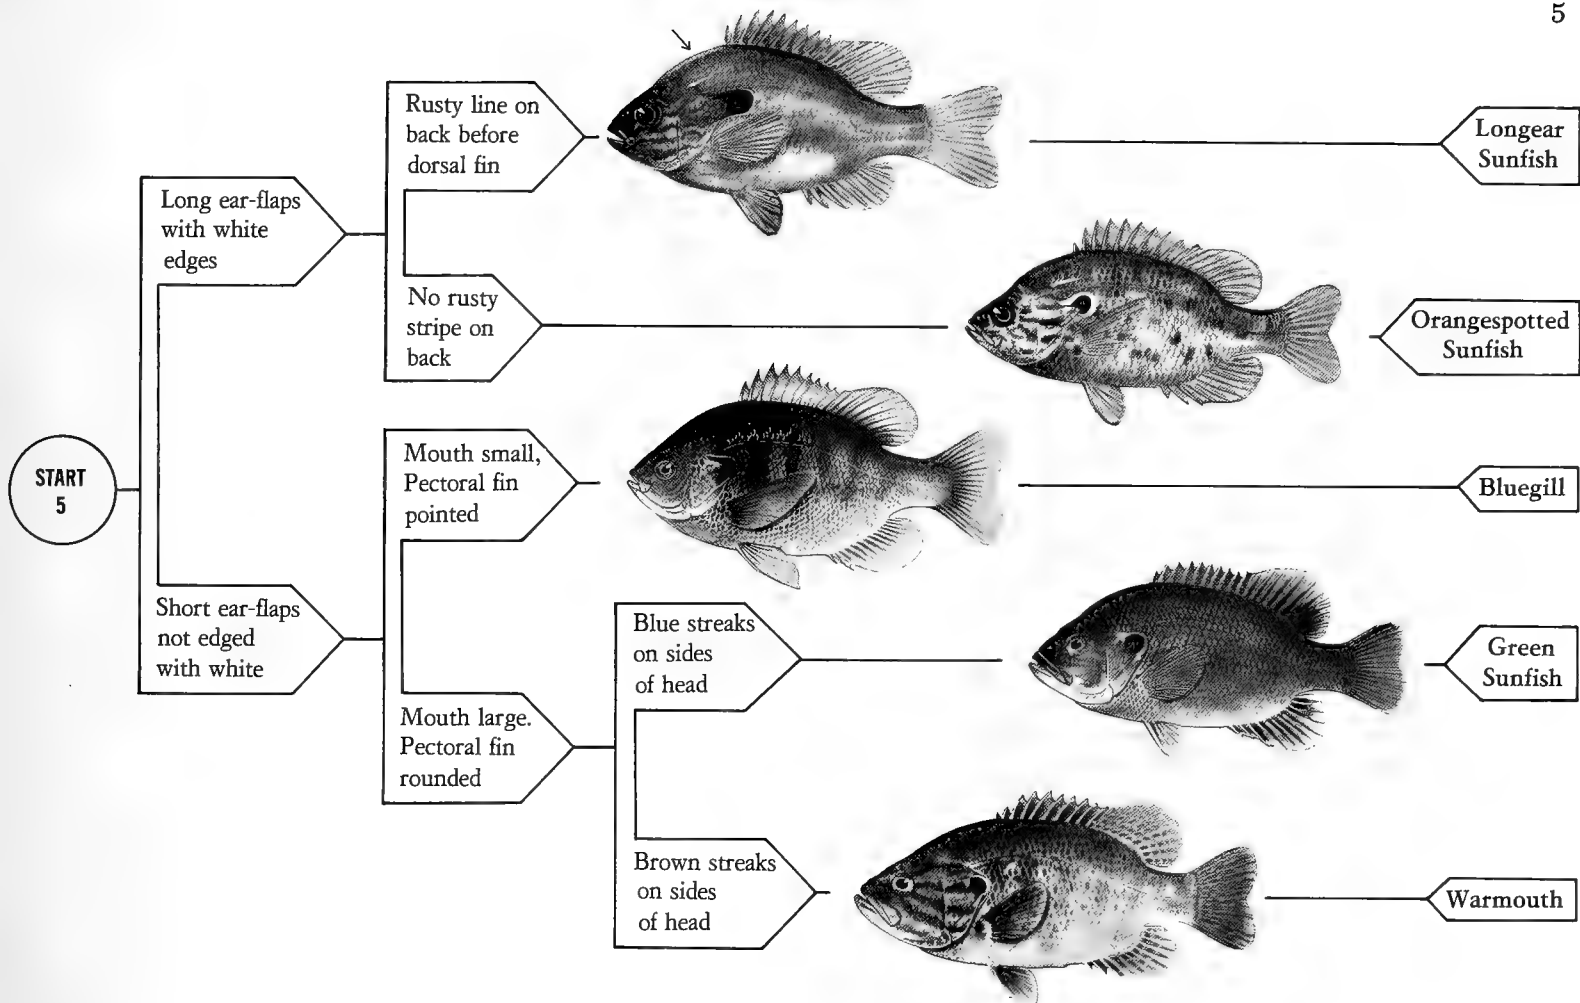 5
Rusty line on
back before
dorsal fin
Longear
Sunfish
Long ear-flaps
with white
edges
No rusty
stripe on
back
Orangespotted
Sunfish
START
5
Mouth small,
Pectoral fin
pointed
Bluegill
Short ear-flaps
not edged
with white
Blue streaks
on sides
of head
Green
Sunfish
Mouth large.
Pectoral fin
rounded
Brown streaks
on sides
of head
Warmouth